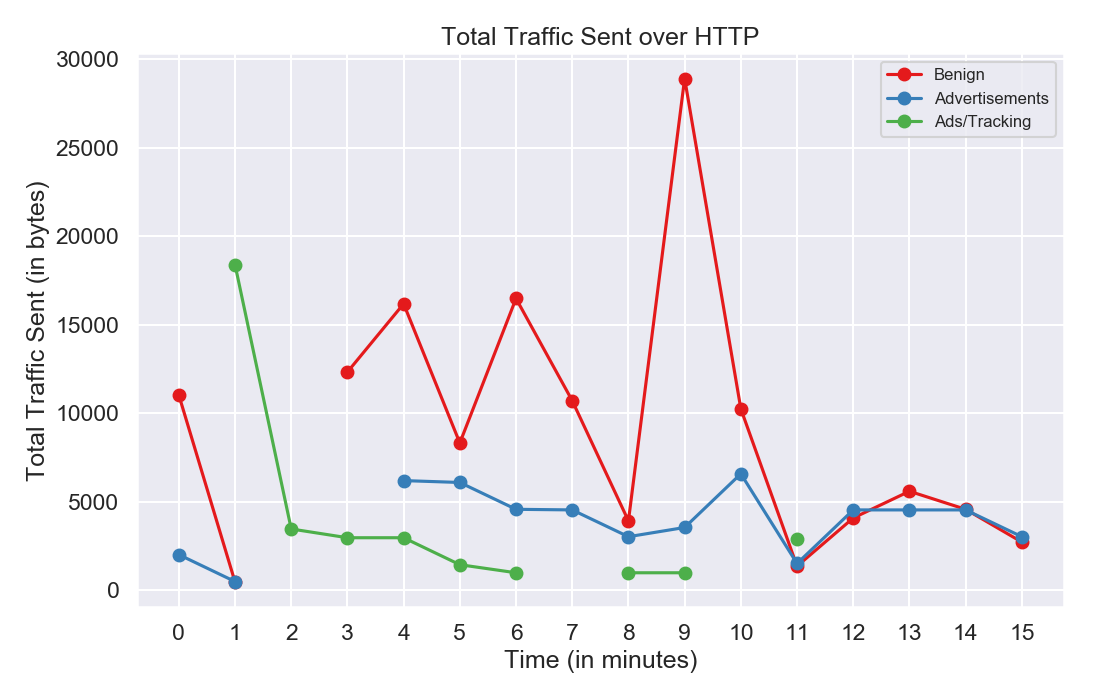 Total Traffic Sent over HTTP
Total Traffic Sent (in bytes)
30000
25000
20000
15000
10000
5000
0
Benign
Advertisements
Ads/Tracking
0 1 2 3 4 5 6 7 8 9 10 11 12 13 14 15
Time (in minutes)